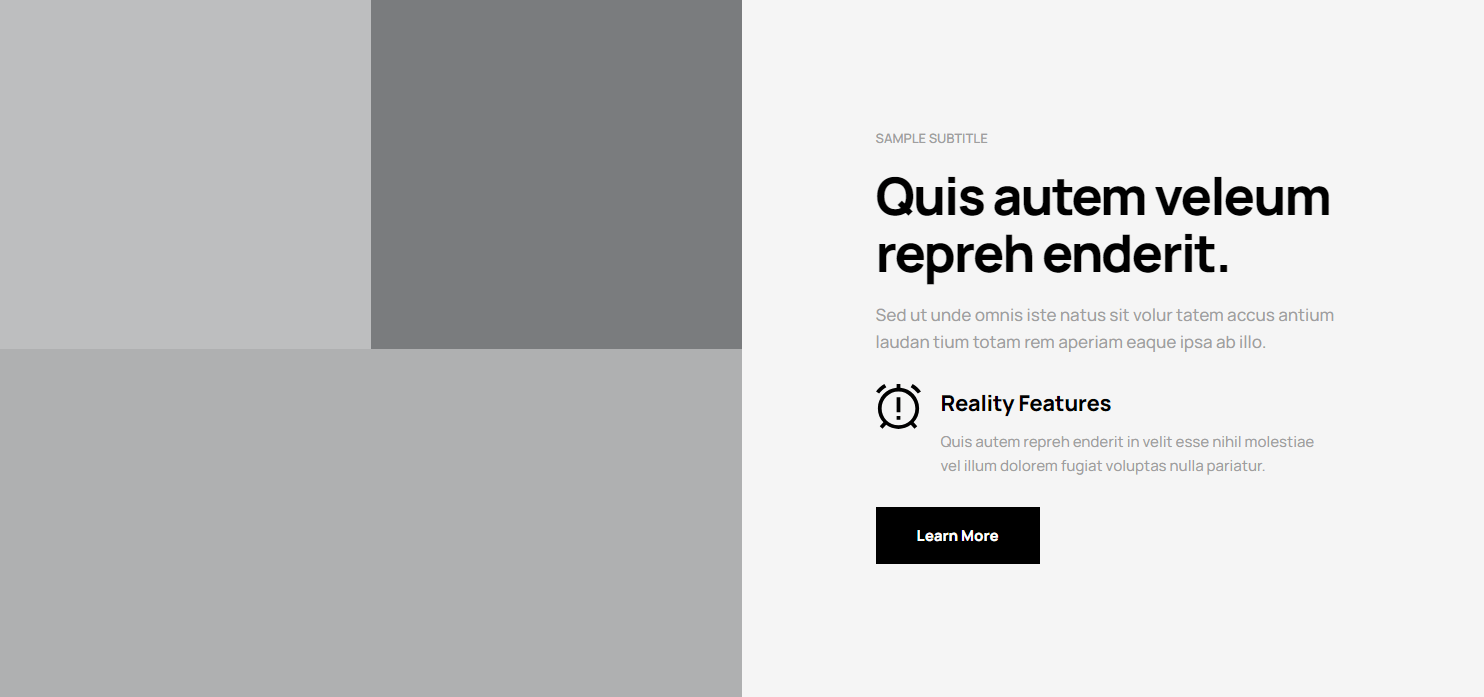 SAMPLE SUBTITLE
Quis autem veleum
repreh enderit.
Sed ut unde omnis iste natus sit volur tatem accus antium
laudan tium totam rem aperiam eaque ipsa ab illo.
Reality Features
Quis autem repreh enderit in velit esse nihil molestiae
vel illum dolorem fugiat voluptas nulla pariatur.
Learn More